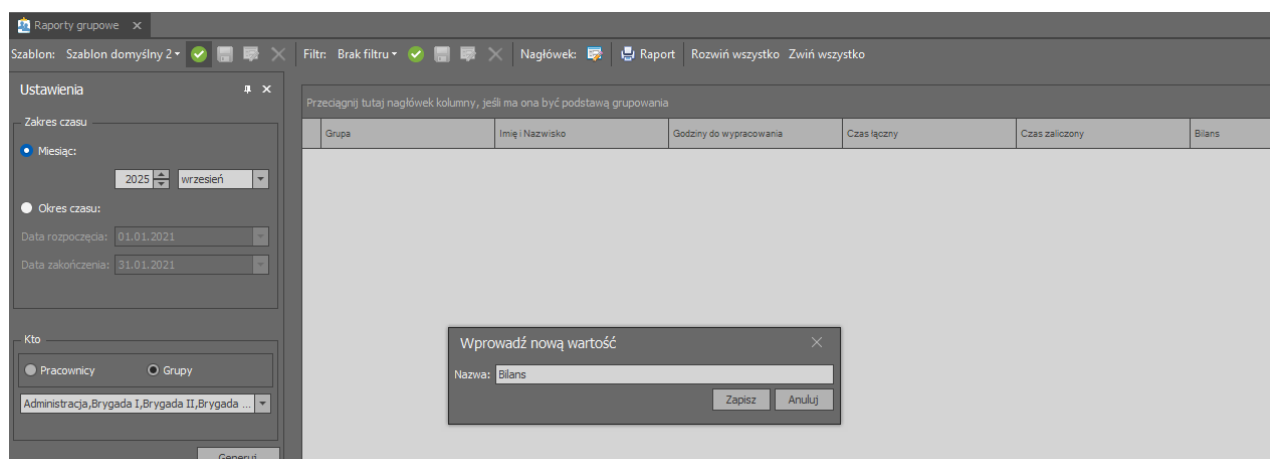 Raporty grupowe
Szablon: Szablon domyślny 2 Filtr: Brak filtru Nagłówek: Raport Rozwiń wszystko Zwiń wszystko
Ustawienia
Przeciągnij tutaj nagłówek kolumny, jeśli ma ona być podstawą grupowania
Grupa Imię i Nazwisko Godziny do wypracowania Czas łączny Czas zaliczony Bilans
Zakres czasu
Miesiąc:
2025 wrzesień
Okres czasu:
Data rozpoczęcia: 01.01.2021
Data zakończenia: 31.01.2021
Kto
Pracownicy Grupy
Administracja,Brygada I,Brygada II,Brygada ...
Generuj
Wprowadź nową wartość
Nazwa: Bilans
Zapisz Anuluj